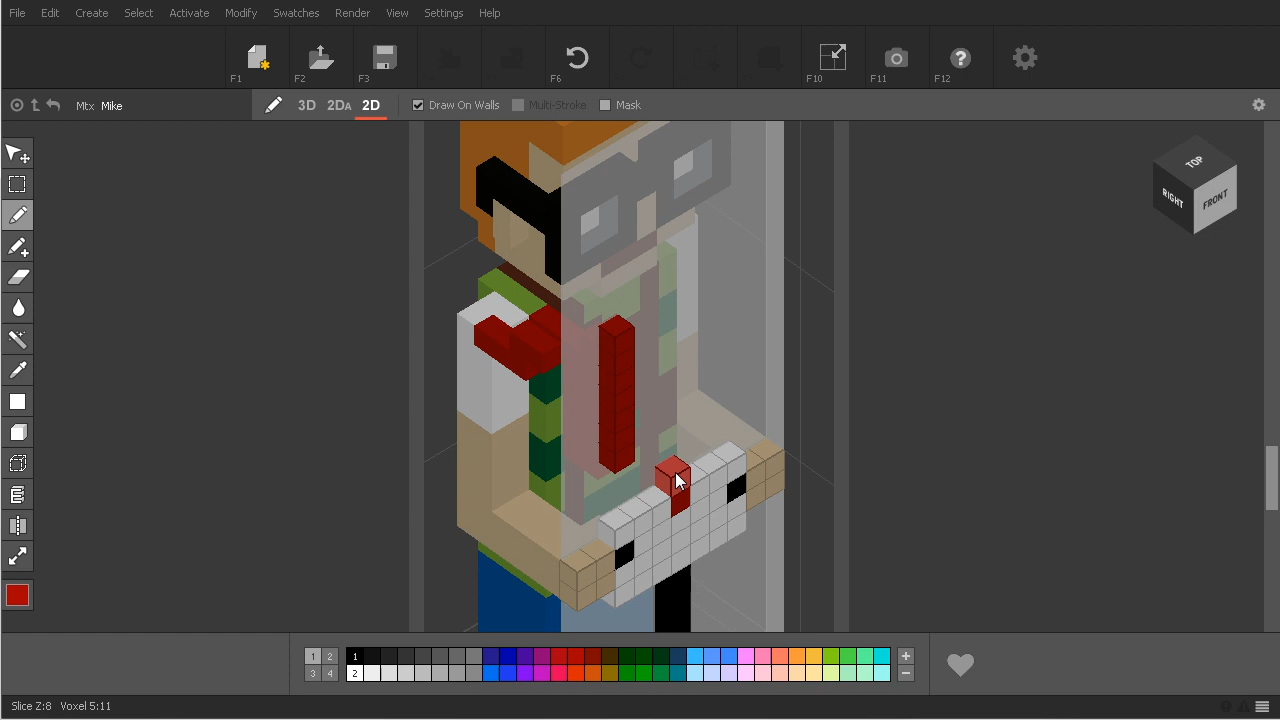 File Edit Create Select Activate Modify Swatches Render View Settings Help
F1 F2 F3 F6 F10 F11 F12
Mtx Mike 3D 2DA 2D Draw On Walls Multi-Stroke Mask
TOP
RIGHT FRONT
1 2 1
3 4 2
Slice Z:8 Voxel 5:11